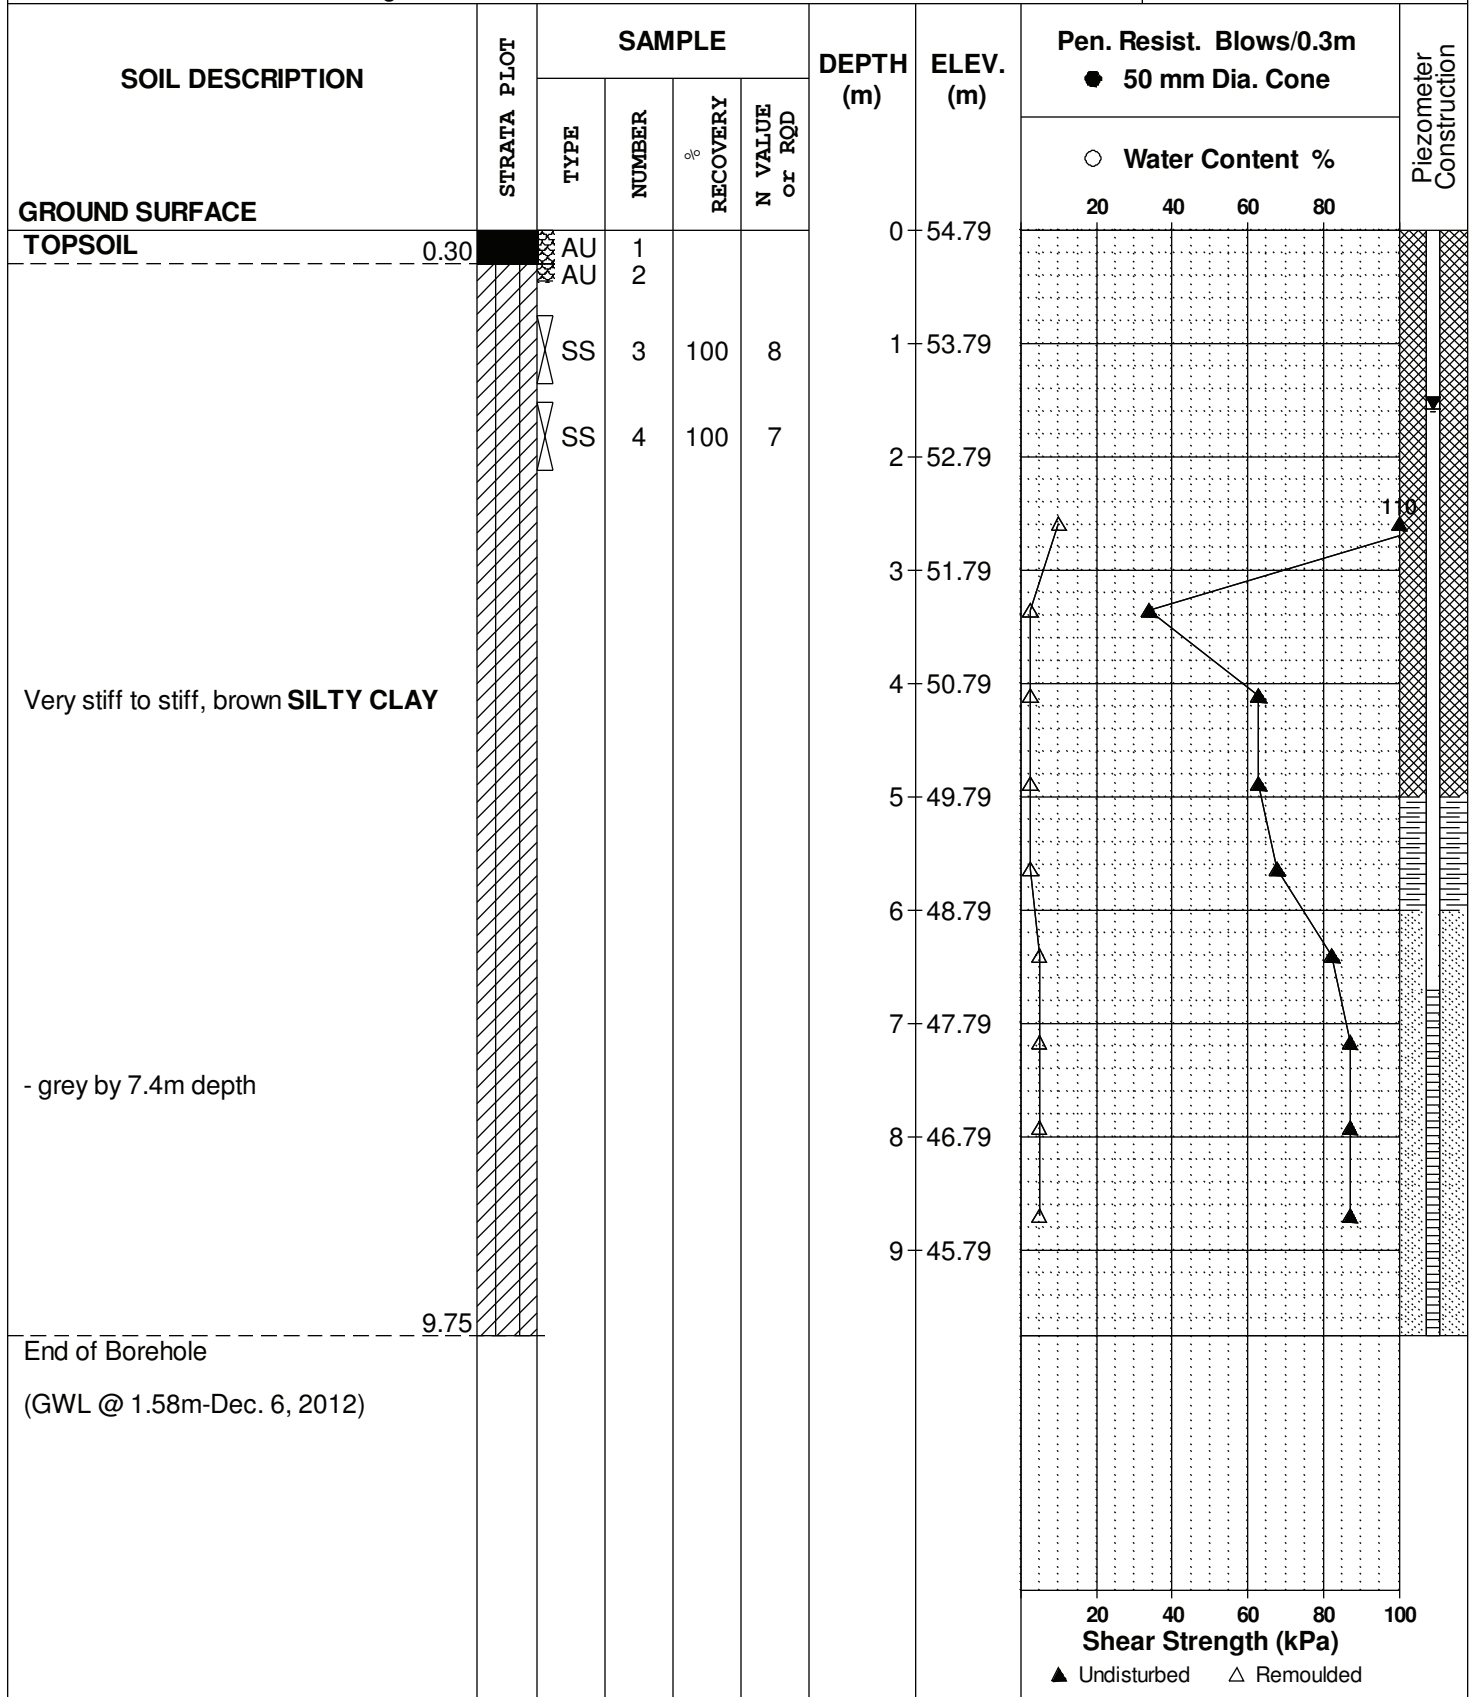 SOIL DESCRIPTION
GROUND SURFACE
STRATA PLOT
SAMPLE
TYPE
NUMBER
%
RECOVERY
N VALUE
or RQD
DEPTH
(m)
ELEV.
(m)
Pen. Resist. Blows/0.3m
● 50 mm Dia. Cone
○ Water Content %
20 40 60 80
Piezometer
Construction
TOPSOIL 0.30
AU 1
AU 2
SS 3 100 8
SS 4 100 7
0 54.79
1 53.79
2 52.79
3 51.79
4 50.79
5 49.79
6 48.79
7 47.79
8 46.79
9 45.79
110
Very stiff to stiff, brown SILTY CLAY
- grey by 7.4m depth
9.75
End of Borehole
(GWL @ 1.58m-Dec. 6, 2012)
20 40 60 80 100
Shear Strength (kPa)
▲ Undisturbed △ Remoulded